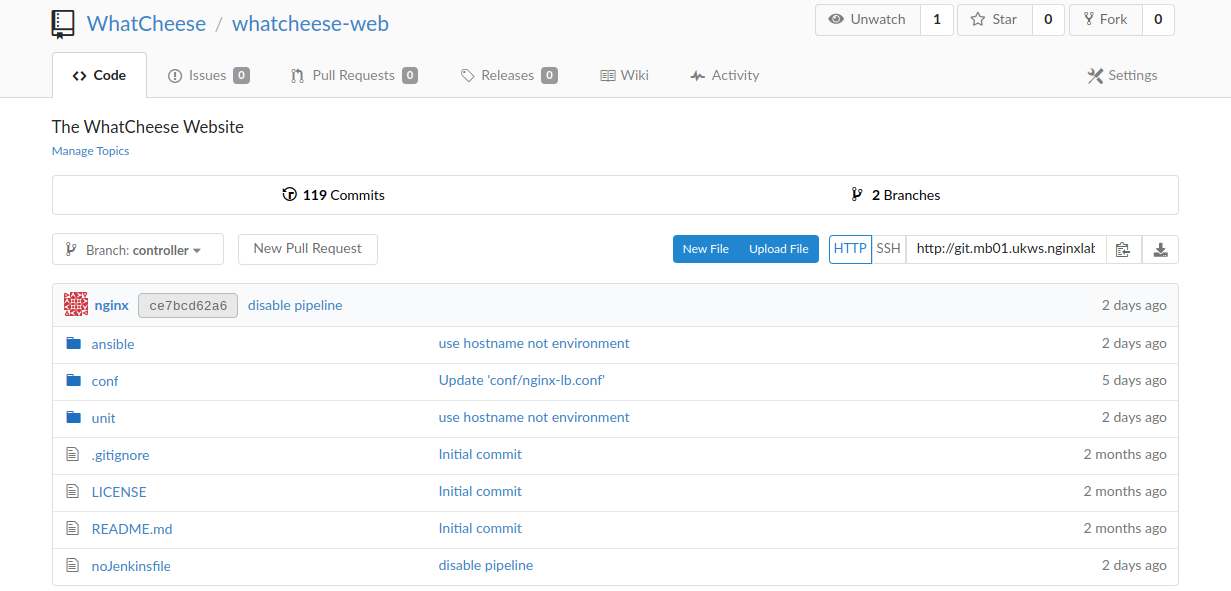 WhatCheese / whatcheese-web
Unwatch 1 Star 0 Fork 0
Code Issues 0 Pull Requests 0 Releases 0 Wiki Activity Settings
The WhatCheese Website
Manage Topics
119 Commits 2 Branches
Branch: controller New Pull Request New File Upload File HTTP SSH http://git.mb01.ukws.nginxlab
nginx ce7bcd62a6 disable pipeline 2 days ago
ansible use hostname not environment 2 days ago
conf Update 'conf/nginx-lb.conf' 5 days ago
unit use hostname not environment 2 days ago
.gitignore Initial commit 2 months ago
LICENSE Initial commit 2 months ago
README.md Initial commit 2 months ago
noJenkinsfile disable pipeline 2 days ago